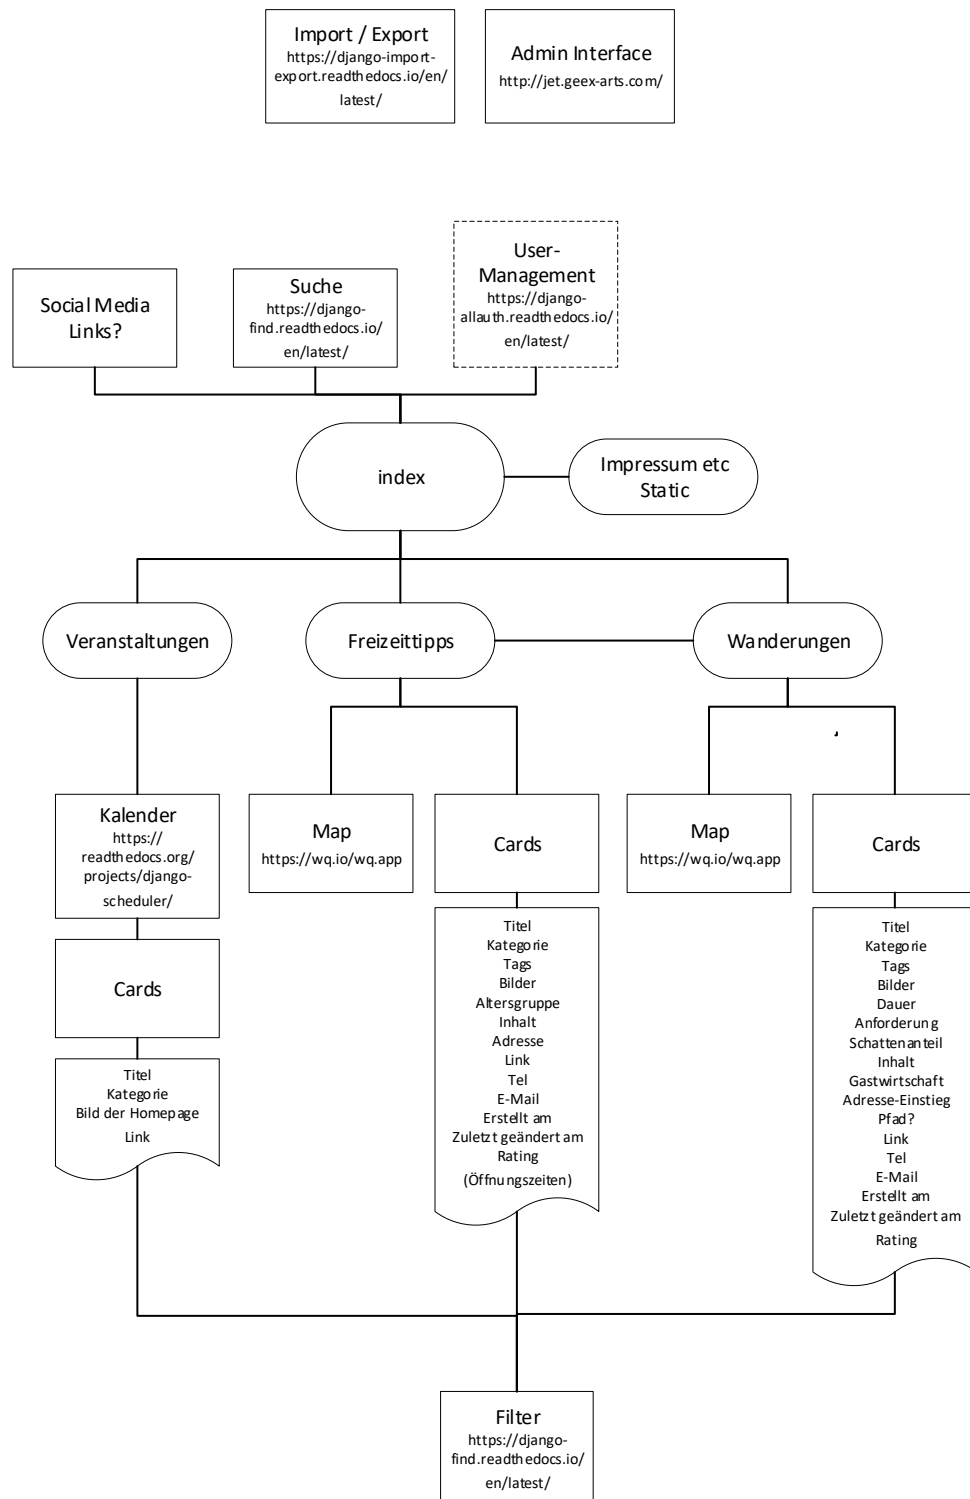 Import / Export
https://django-import-
export.readthedocs.io/en/
latest/
Admin Interface
http://jet.geex-arts.com/
Social Media
Links?
Suche
https://django-
find.readthedocs.io/
en/latest/
User-
Management
https://django-
allauth.readthedocs.io/
en/latest/
index
Impressum etc
Static
Veranstaltungen
Freizeittipps
Wanderungen
Kalender
https://
readthedocs.org/
projects/django-
scheduler/
Map
https://wq.io/wq.app
Cards
Map
https://wq.io/wq.app
Cards
Cards
Titel
Kategorie
Bild der Homepage
Link
Titel
Kategorie
Tags
Bilder
Altersgruppe
Inhalt
Adresse
Link
Tel
E-Mail
Erstellt am
Zuletzt geändert am
Rating
(Öffnungszeiten)
Titel
Kategorie
Tags
Bilder
Dauer
Anforderung
Schattenanteil
Inhalt
Gastwirtschaft
Adresse-Einstieg
Pfad?
Link
Tel
E-Mail
Erstellt am
Zuletzt geändert am
Rating
Filter
https://django-
find.readthedocs.io/
en/latest/